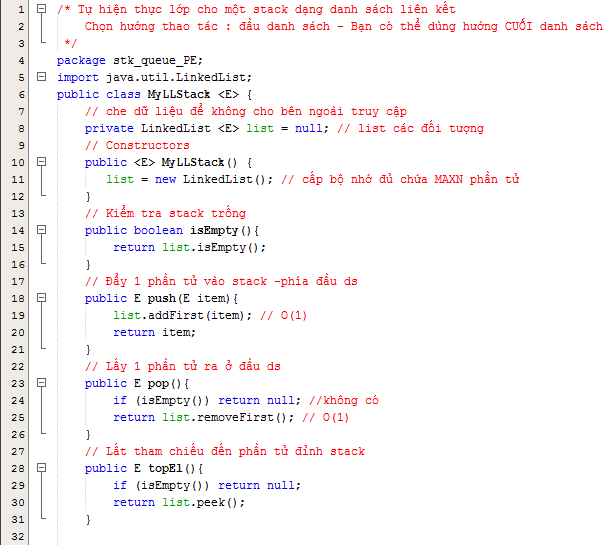 1 /* Tự hiện thực lớp cho một stack dạng danh sách liên kết
2 Chọn hướng thao tác : đầu danh sách - Bạn có thể dùng hướng CUỐI danh sách
3 */
4 package stk_queue_PE;
5 import java.util.LinkedList;
6 public class MyLLStack <E> {
7 // che dữ liệu để không cho bên ngoài truy cập
8 private LinkedList <E> list = null; // list các đối tượng
9 // Constructors
10 public <E> MyLLStack() {
11 list = new LinkedList(); // cấp bộ nhớ đủ chứa MAXN phần tử
12 }
13 // Kiểm tra stack trống
14 public boolean isEmpty(){
15 return list.isEmpty();
16 }
17 // Đẩy 1 phần tử vào stack -phía đầu ds
18 public E push(E item){
19 list.addFirst(item); // O(1)
20 return item;
21 }
22 // Lấy 1 phần tử ra ở đầu ds
23 public E pop(){
24 if (isEmpty()) return null; //không có
25 return list.removeFirst(); // O(1)
26 }
27 // Lất tham chiếu đến phần tử đỉnh stack
28 public E topEl(){
29 if (isEmpty()) return null;
30 return list.peek();
31 }
32